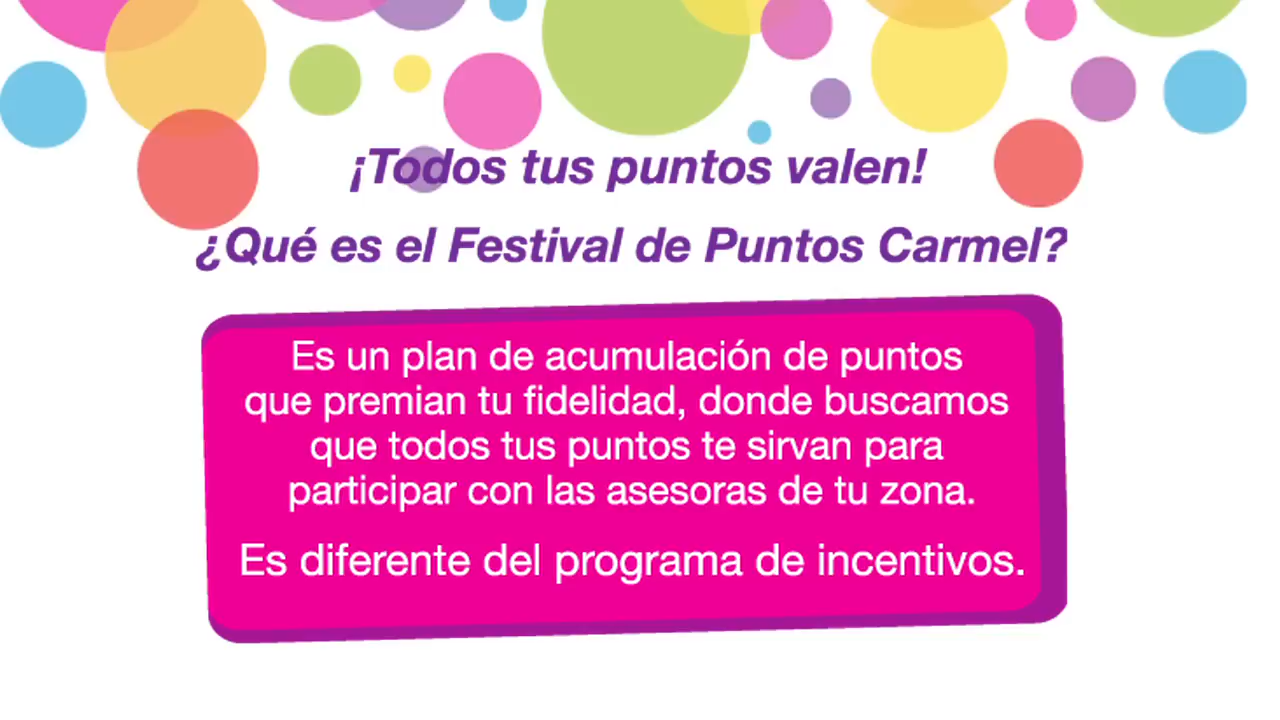 ¡Todos tus puntos valen!
¿Qué es el Festival de Puntos Carmel?
Es un plan de acumulación de puntos
que premian tu fidelidad, donde buscamos
que todos tus puntos te sirvan para
participar con las asesoras de tu zona.
Es diferente del programa de incentivos.